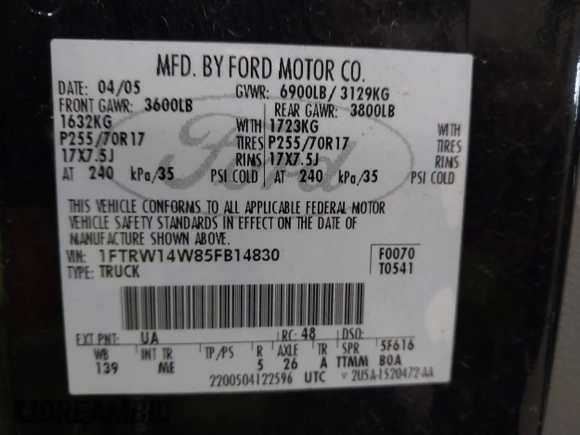 MFD. BY FORD MOTOR CO.
DATE: 04/05 GVWR: 6900LB/ 3129KG
FRONT GAWR: 3600LB REAR GAWR: 3800LB
1632KG WITH 1723KG WITH
P255/70R17 TIRES P255/70R17 TIRES
17X7.5J RIMS 17X7.5J RIMS
AT 240 kPa/35 PSI COLD AT 240 kPa/35 PSI COLD
Ford
THIS VEHICLE CONFORMS TO ALL APPLICABLE FEDERAL MOTOR
VEHICLE SAFETY STANDARDS IN EFFECT ON THE DATE OF
MANUFACTURE SHOWN ABOVE.
VIN: 1FTRW14W85FB14830 F0070
TYPE: TRUCK T0541
EXT PNT: UA RC: 48 DSO:
WB INT TR TP/PS R AXLE TR SPR 5F616
139 ME 5 26 A TTMM BOA
2200504122596 UTC 2U5A-1520472-AA
DREAMBID